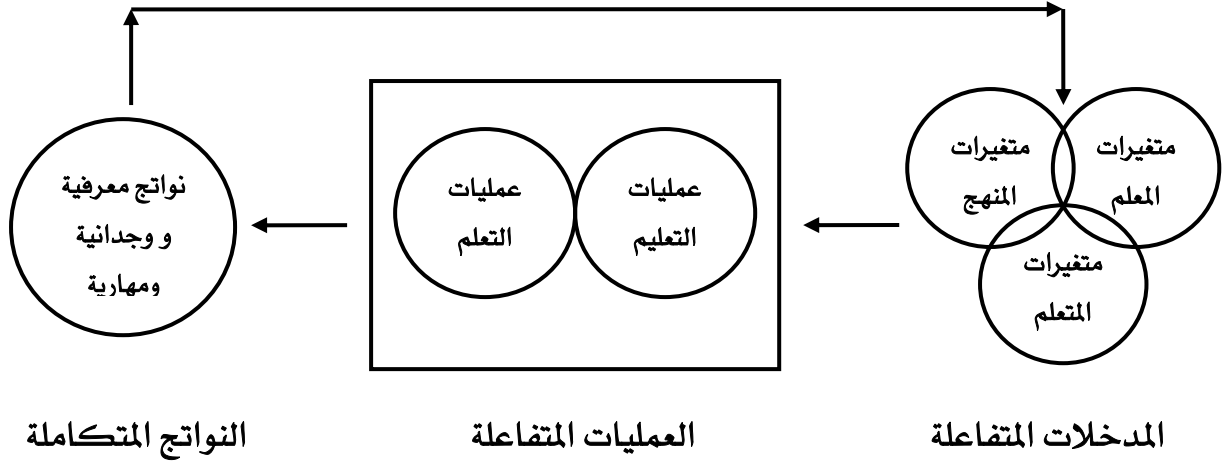 متغيرات
المعلم
متغيرات
المنهج
متغيرات
المتعلم
عمليات
التعليم
عمليات
التعلم
نواتج معرفية
و وجدانية
ومهارية
المدخلات المتفاعلة
العمليات المتفاعلة
النواتج المتكاملة